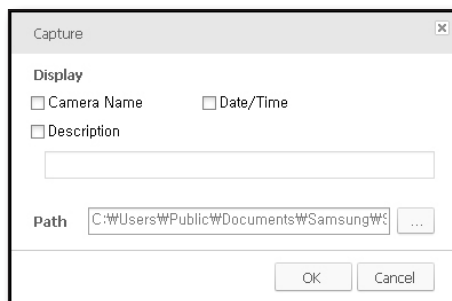 Capture
Display
Camera Name Date/Time
Description
Path C:₩Users₩Public₩Documents₩Samsung₩S ...
OK Cancel